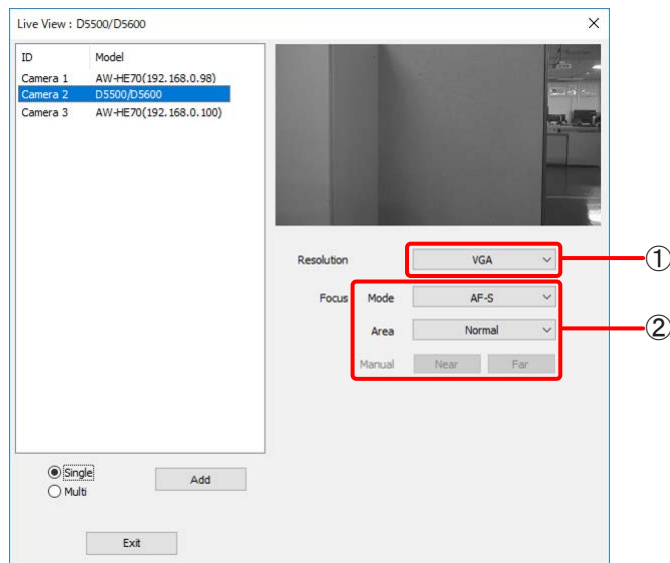 Live View : D5500/D5600
ID Model
Camera 1 AW-HE70(192.168.0.98)
Camera 2 D5500/D5600
Camera 3 AW-HE70(192.168.0.100)
Resolution VGA
①
Focus Mode AF-S
Area Normal
②
Manual Near Far
Single
Multi
Add
Exit